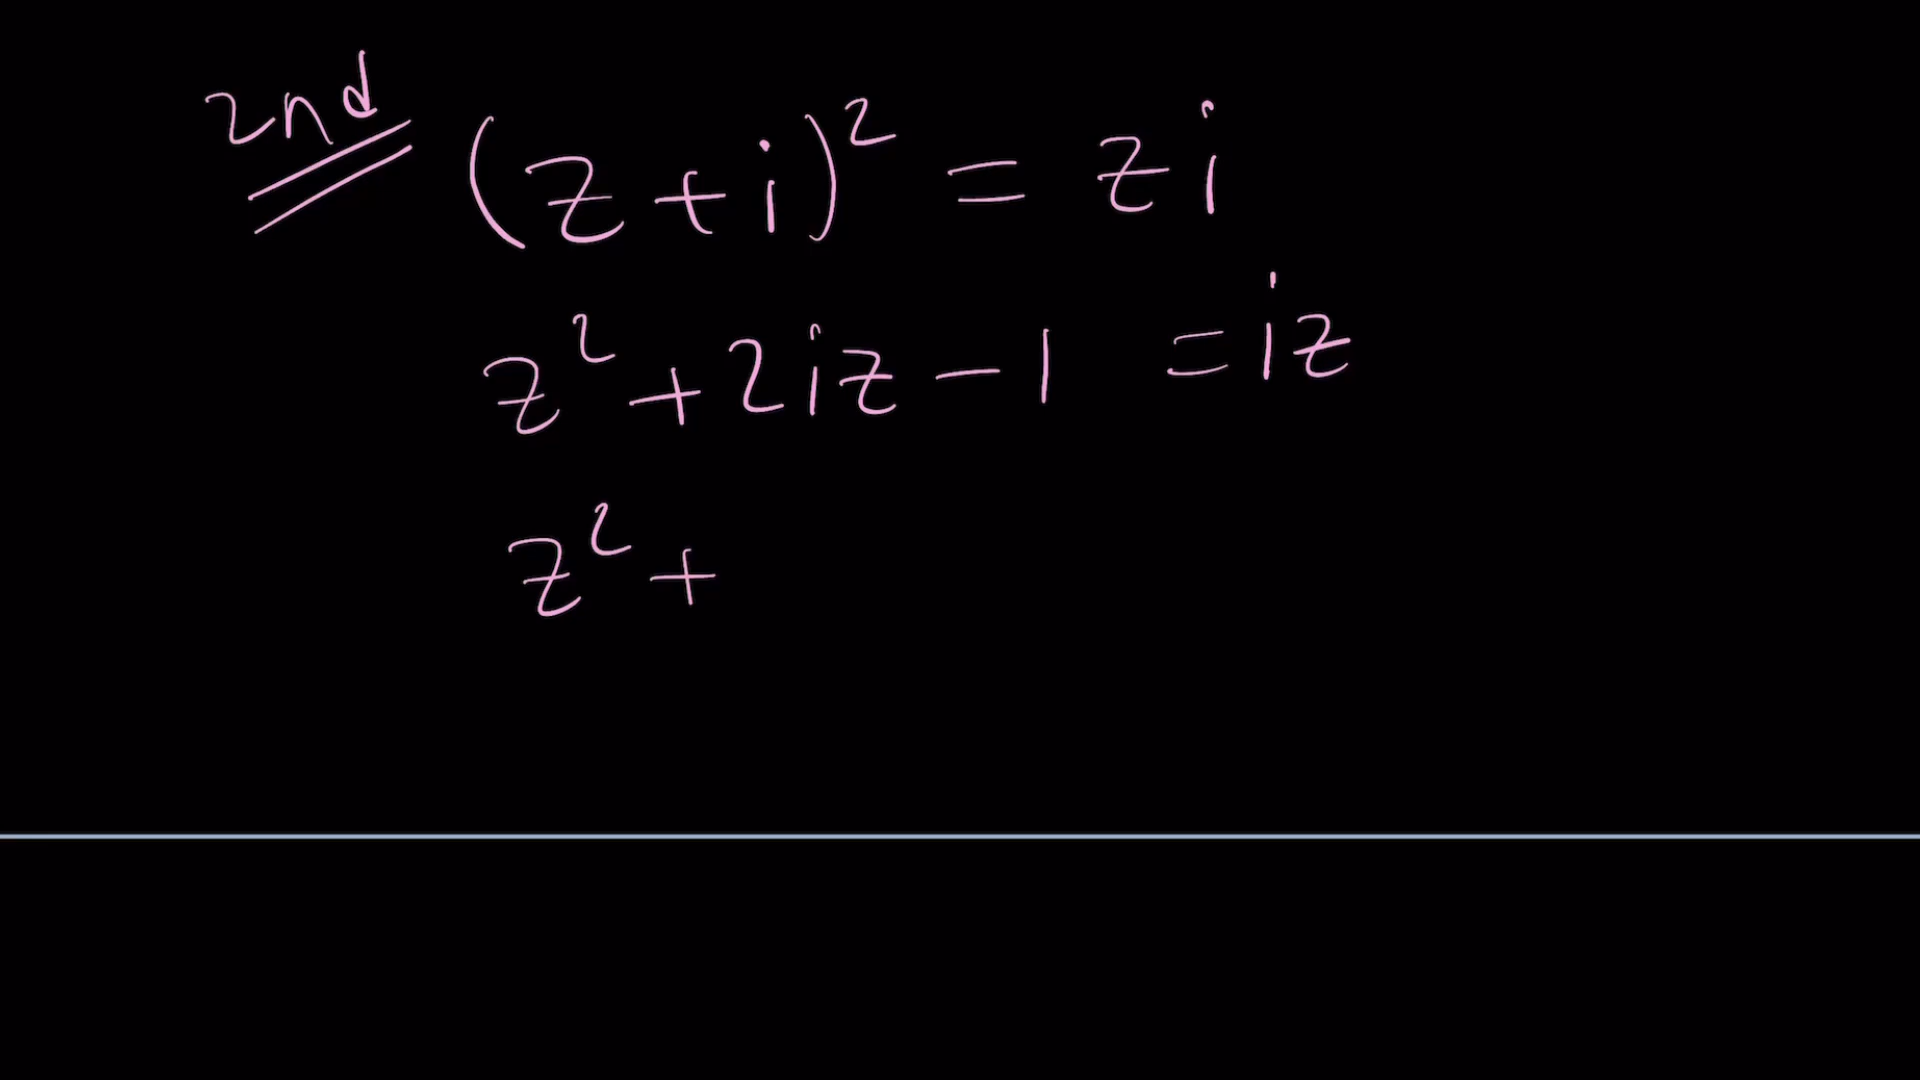 2nd (z+i)² = zi
z² + 2iz - 1 = iz
z² +